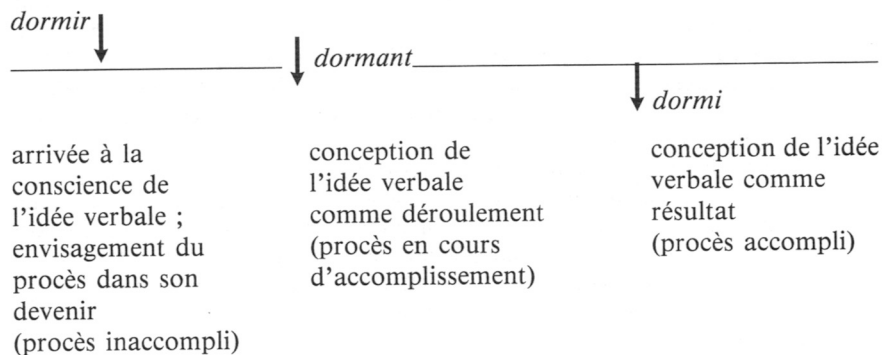 dormir
dormant
dormi
arrivée à la
conscience de
l'idée verbale ;
envisagement du
procès dans son
devenir
(procès inaccompli)
conception de
l'idée verbale
comme déroulement
(procès en cours
d'accomplissement)
conception de l'idée
verbale comme
résultat
(procès accompli)